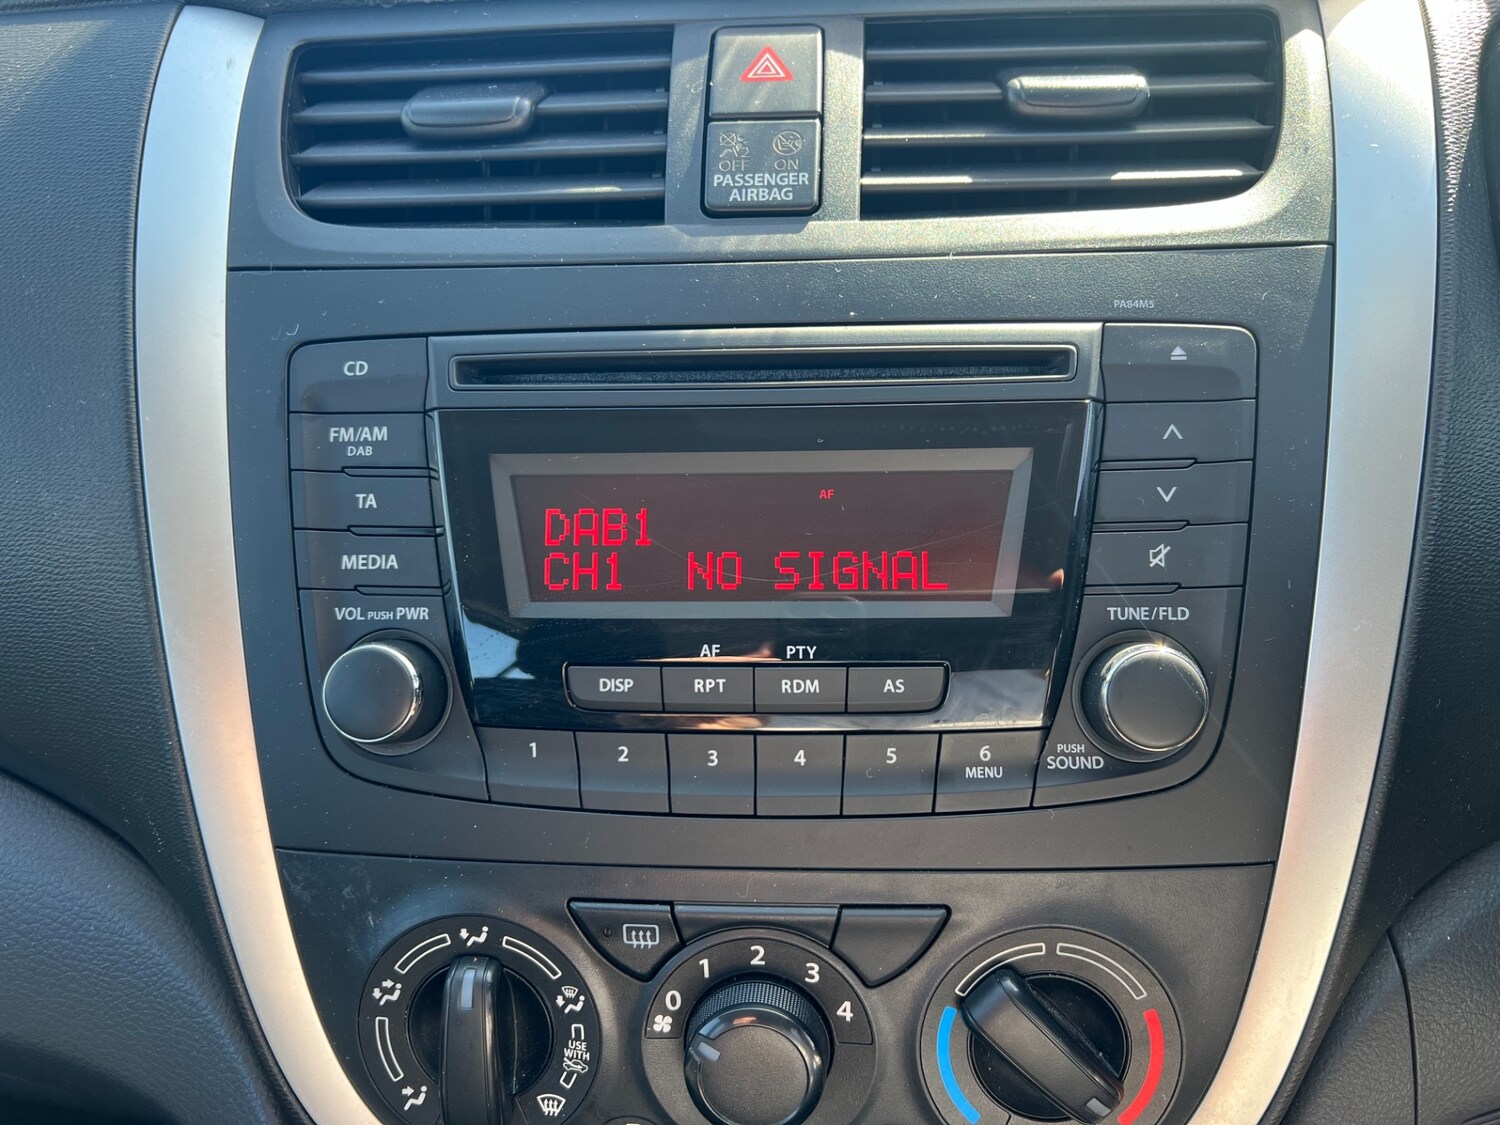 OFF ON
PASSENGER
AIRBAG
PA84M5
CD
FM/AM
DAB
TA
MEDIA
VOL PUSH PWR
AF
DAB1
CH1 NO SIGNAL
AF PTY
DISP RPT RDM AS
1 2 3 4 5 6
MENU
TUNE/FLD
PUSH
SOUND
0 1 2 3 4
USE
WITH